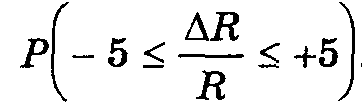 P(- 5 ≤ ΔR/R ≤ +5).